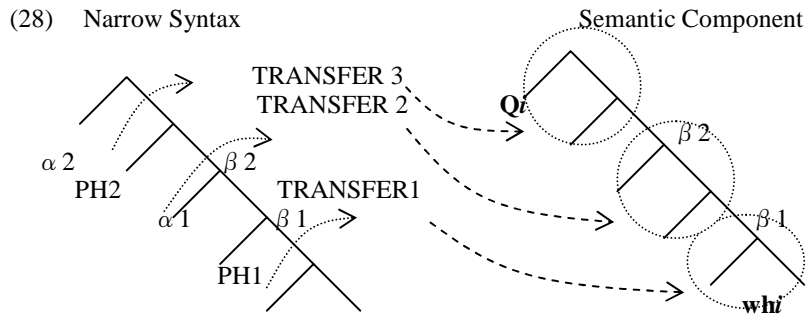 (28) Narrow Syntax Semantic Component
TRANSFER 3
TRANSFER 2
Qi
α 2
β 2
β 2
PH2
TRANSFER1
α 1
β 1
β 1
PH1
whi